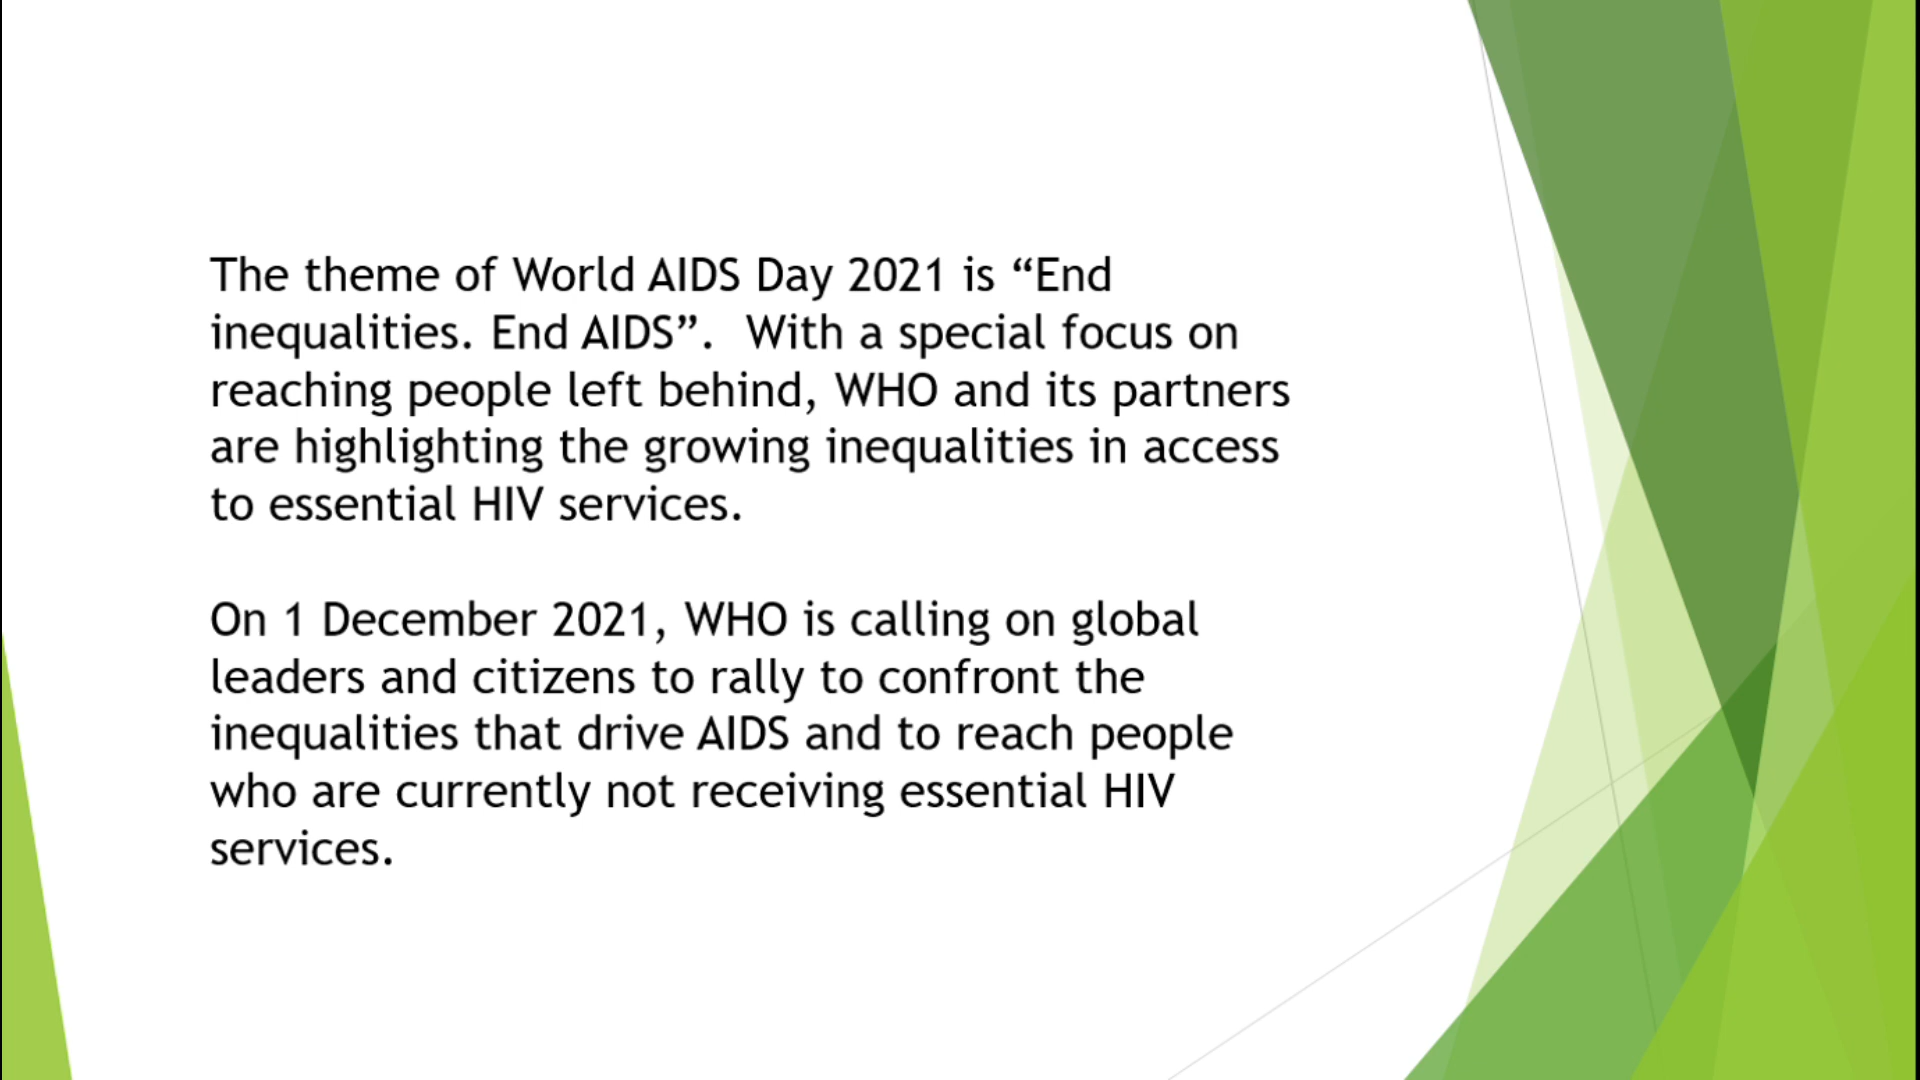 The theme of World AIDS Day 2021 is “End
inequalities. End AIDS”.  With a special focus on
reaching people left behind, WHO and its partners
are highlighting the growing inequalities in access
to essential HIV services.
On 1 December 2021, WHO is calling on global
leaders and citizens to rally to confront the
inequalities that drive AIDS and to reach people
who are currently not receiving essential HIV
services.